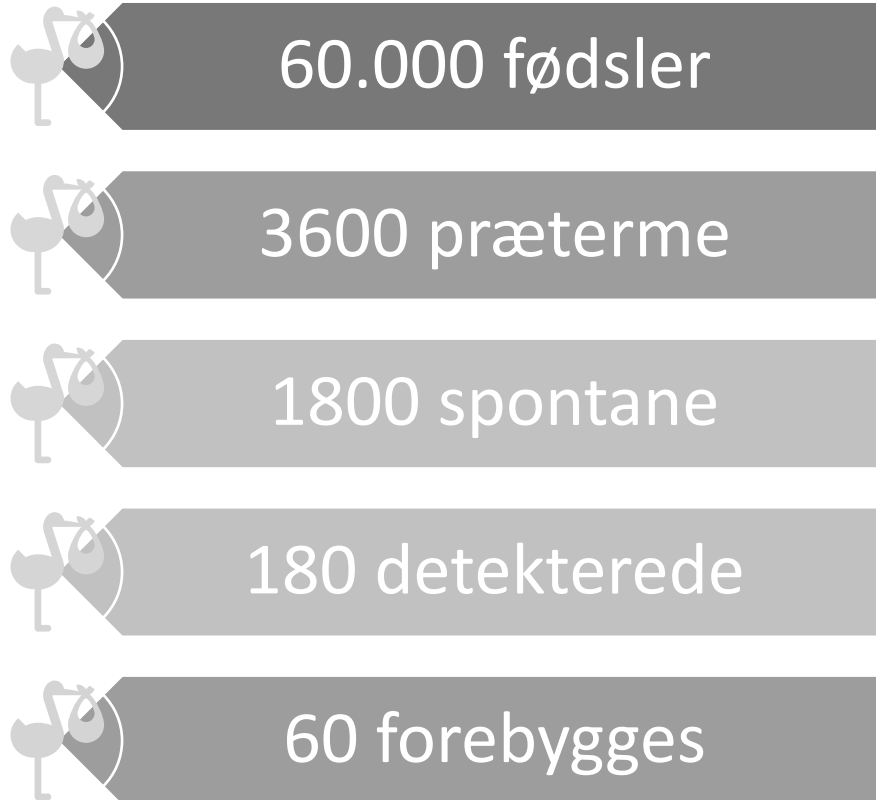 60.000 fødsler
3600 præterme
1800 spontane
180 detekterede
60 forebygges